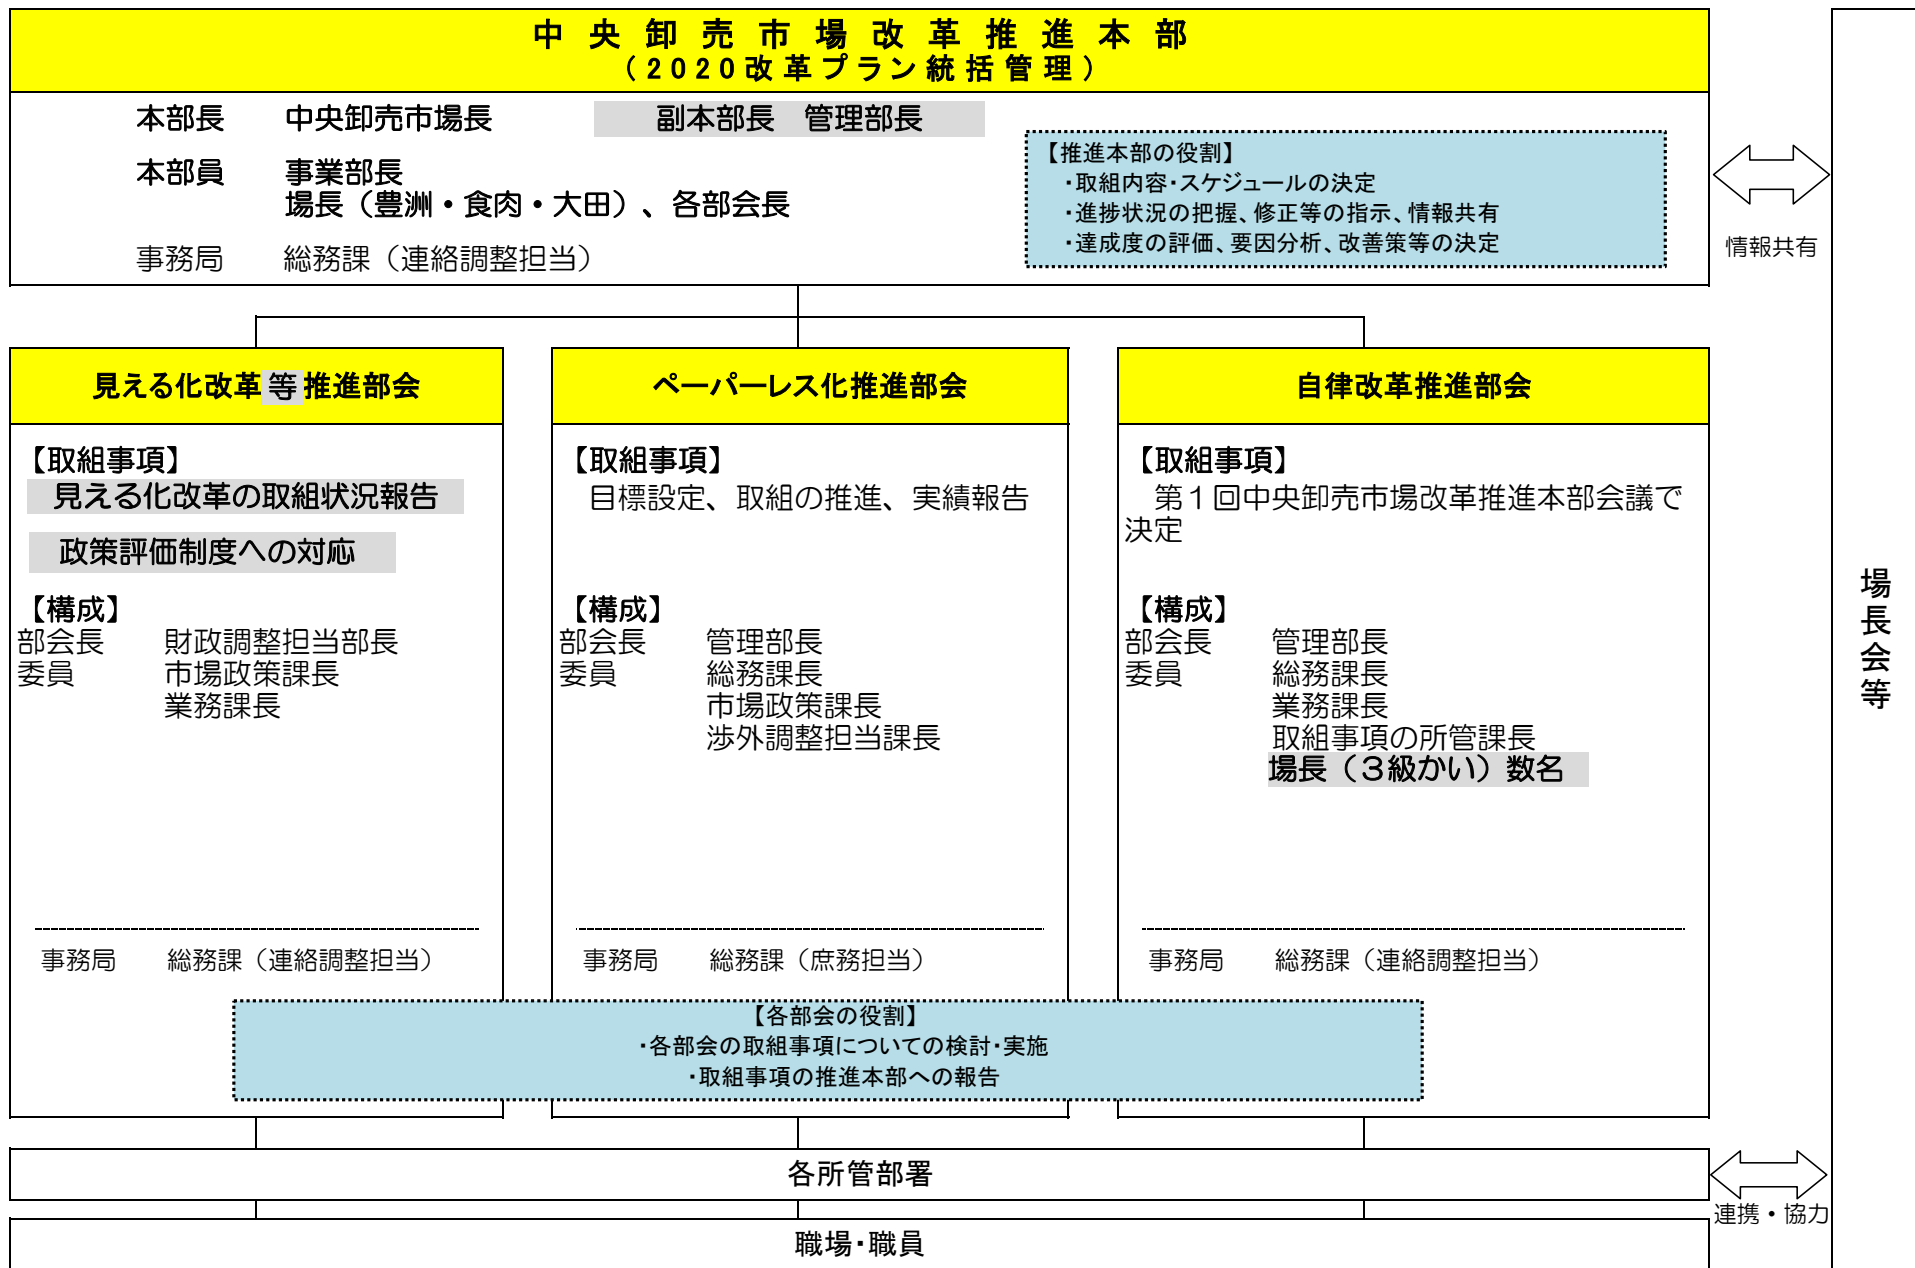 中央卸売市場改革推進本部
（2020改革プラン統括管理）
本部長　中央卸売市場長　副本部長　管理部長
本部員　事業部長
場長（豊洲・食肉・大田）、各部会長
事務局　総務課（連絡調整担当）
【推進本部の役割】
・取組内容・スケジュールの決定
・進捗状況の把握、修正等の指示、情報共有
・達成度の評価、要因分析、改善策等の決定
情報共有
場長会等
見える化改革等推進部会
【取組事項】
見える化改革の取組状況報告
政策評価制度への対応
【構成】
部会長　財政調整担当部長
委員　市場政策課長
業務課長
事務局　総務課（連絡調整担当）
ペーパーレス化推進部会
【取組事項】
目標設定、取組の推進、実績報告
【構成】
部会長　管理部長
委員　総務課長
市場政策課長
渉外調整担当課長
事務局　総務課（庶務担当）
自律改革推進部会
【取組事項】
第１回中央卸売市場改革推進本部会議で
決定
【構成】
部会長　管理部長
委員　総務課長
業務課長
取組事項の所管課長
場長（３級かい）数名
事務局　総務課（連絡調整担当）
【各部会の役割】
・各部会の取組事項についての検討・実施
・取組事項の推進本部への報告
各所管部署
連携・協力
職場・職員